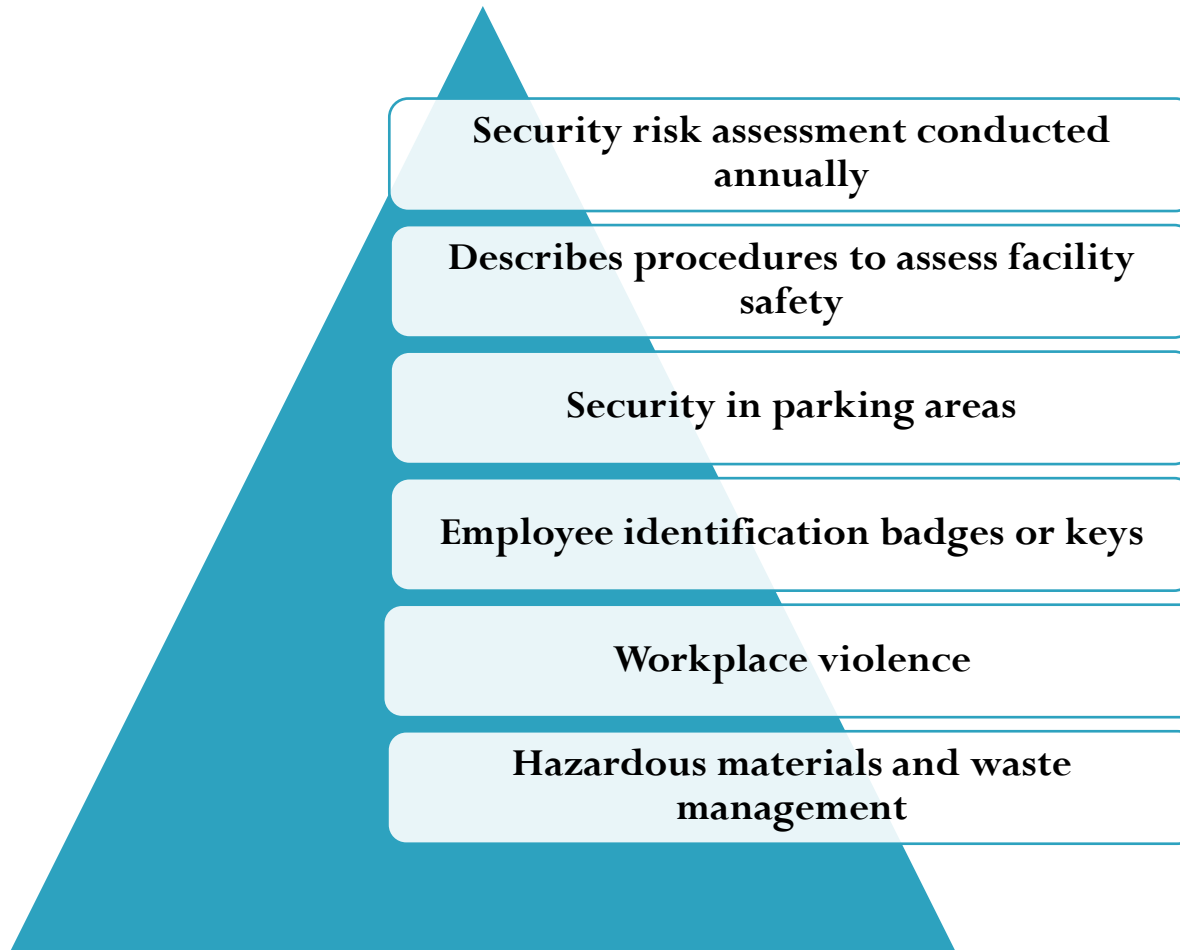 Security risk assessment conducted
annually
Describes procedures to assess facility
safety
Security in parking areas
Employee identification badges or keys
Workplace violence
Hazardous materials and waste
management